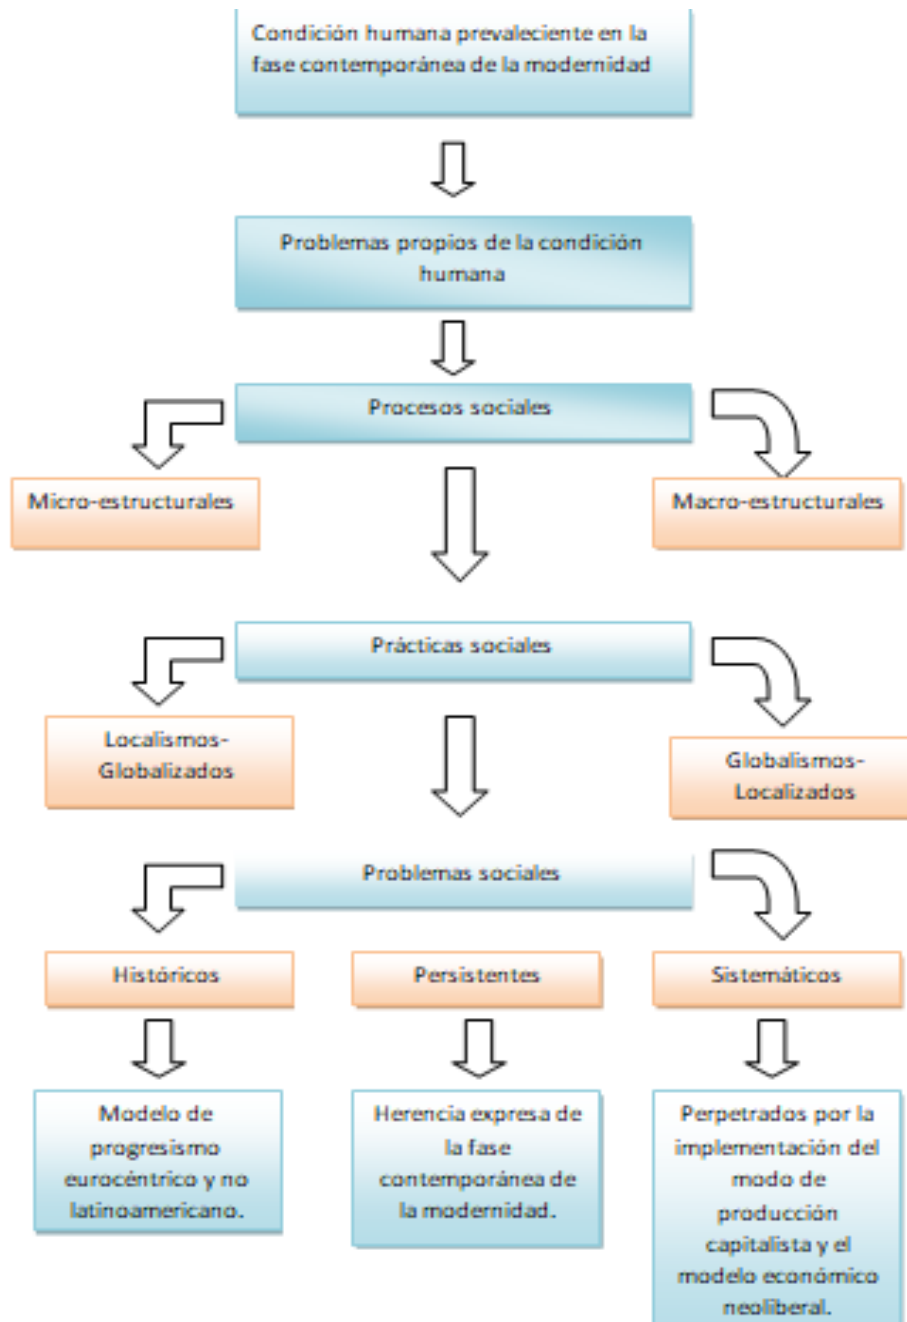 Condición humana prevaleciente en la
fase contemporánea de la modernidad
Problemas propios de la condición
humana
Procesos sociales
Micro-estructurales
Macro-estructurales
Prácticas sociales
Localismos-
Globalizados
Globalismos-
Localizados
Problemas sociales
Históricos
Persistentes
Sistemáticos
Modelo de
progresismo
eurocéntrico y no
latinoamericano.
Herencia expresa de
la fase
contemporánea de
la modernidad.
Perpetrados por la
implementación del
modo de
producción
capitalista y el
modelo económico
neoliberal.